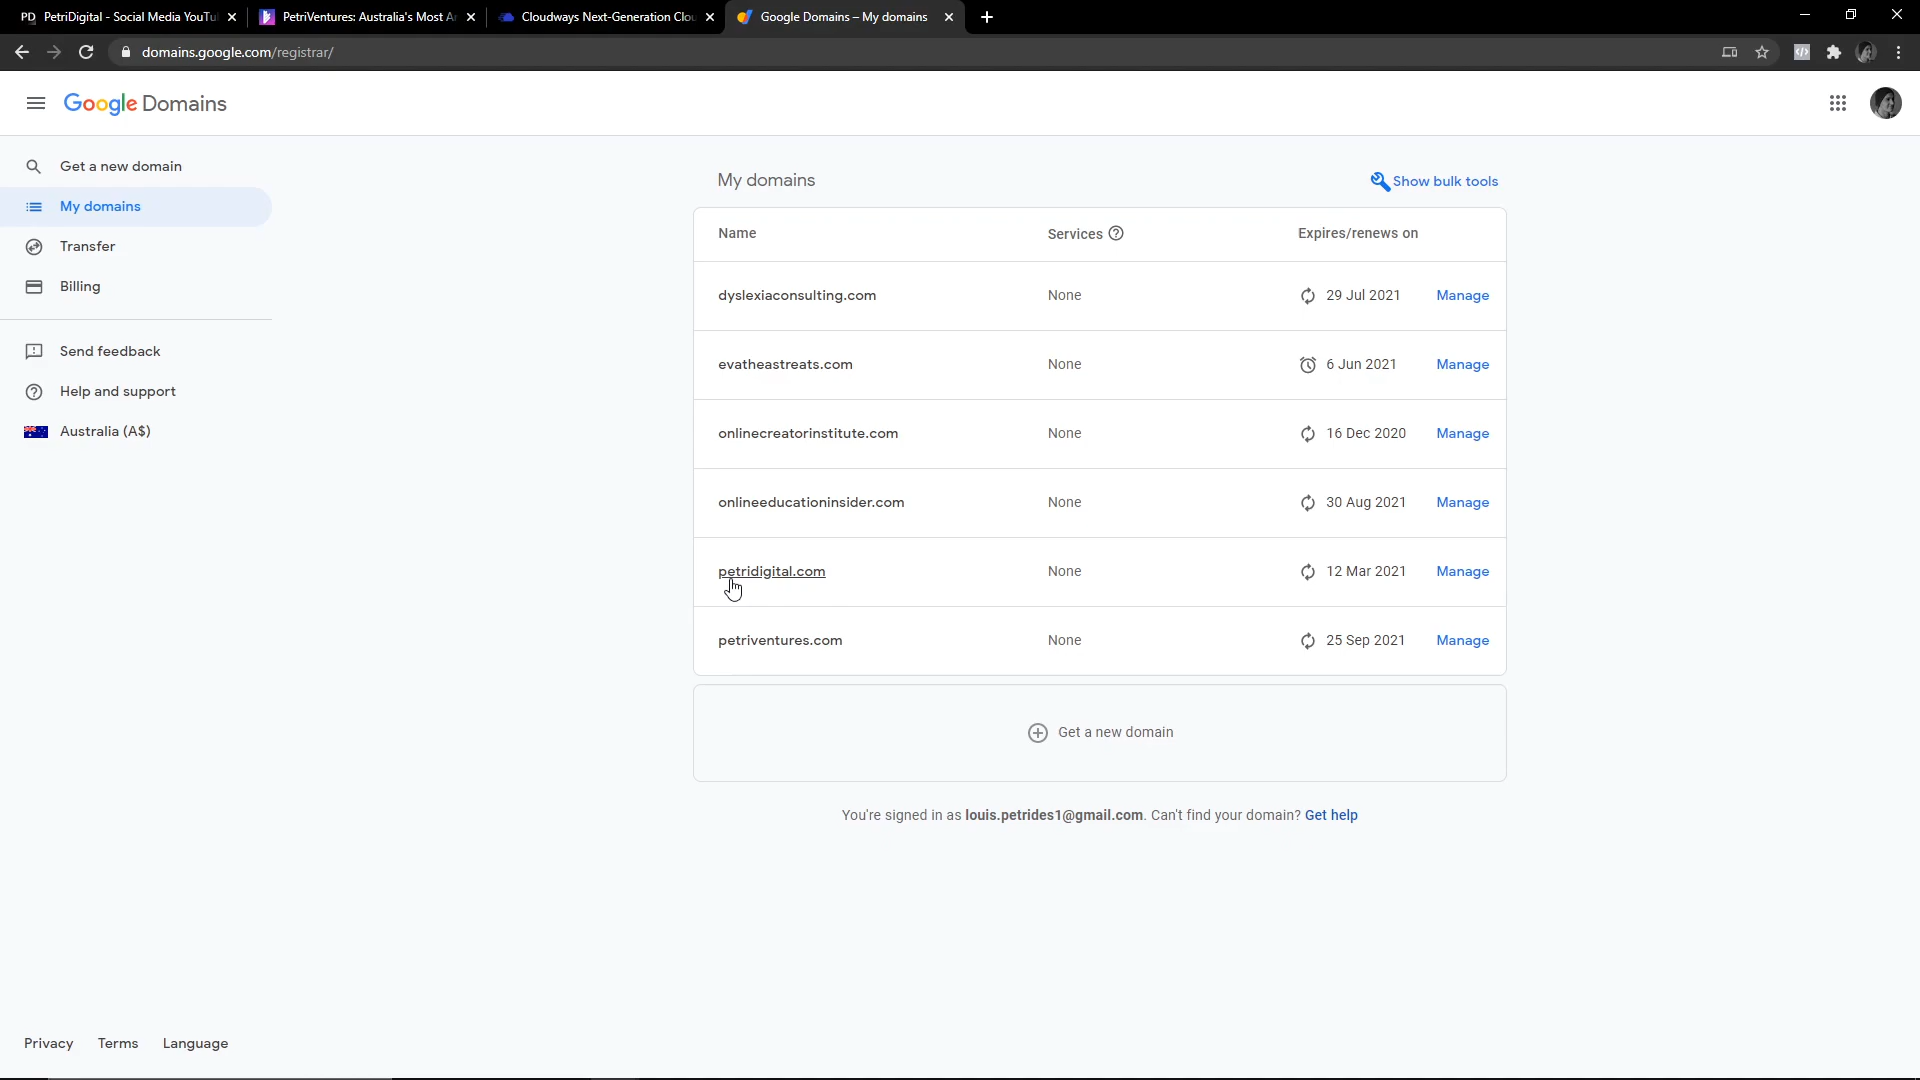 PD PetriDigital - Social Media YouTu
PetriVentures: Australia's Most A
Cloudways Next-Generation Clou
Google Domains – My domains
domains.google.com/registrar/
Google Domains
Get a new domain
My domains
Transfer
Billing
Send feedback
Help and support
Australia (A$)
My domains
Show bulk tools
Name Services Expires/renews on
dyslexiaconsulting.com None 29 Jul 2021 Manage
evatheastreats.com None 6 Jun 2021 Manage
onlinecreatorinstitute.com None 16 Dec 2020 Manage
onlineeducationinsider.com None 30 Aug 2021 Manage
petridigital.com None 12 Mar 2021 Manage
petriventures.com None 25 Sep 2021 Manage
Get a new domain
You're signed in as louis.petrides1@gmail.com. Can't find your domain? Get help
Privacy Terms Language